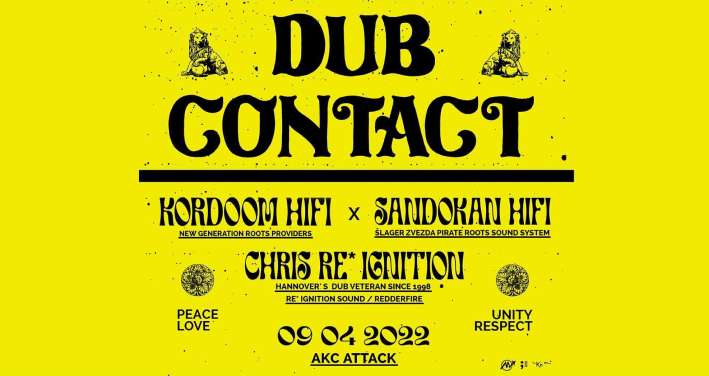 DUB
CONTACT
KORDOOM HIFI x SANDOKAN HIFI
NEW GENERATION ROOTS PROVIDERS
ŠLAGER ZVEZDA PIRATE ROOTS SOUND SYSTEM
CHRIS RE* IGNITION
HANNOVER'S DUB VETERAN SINCE 1998
RE* IGNITION SOUND / REDDERFIRE
PEACE
LOVE
UNITY
RESPECT
09 04 2022
AKC ATTACK